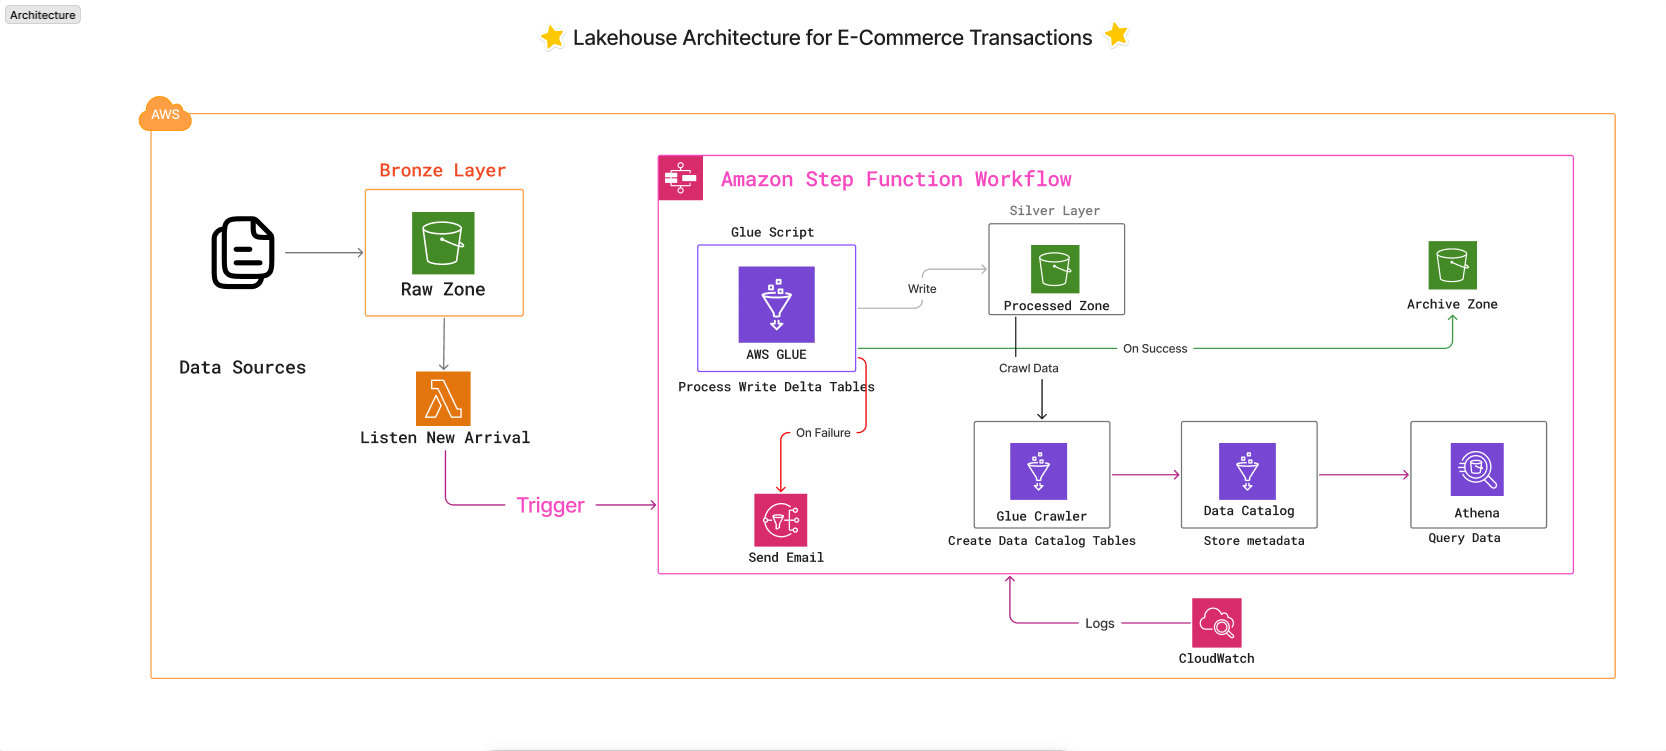 Architecture
Lakehouse Architecture for E-Commerce Transactions
AWS
Bronze Layer
Raw Zone
Data Sources
Listen New Arrival
Trigger
Amazon Step Function Workflow
Glue Script
AWS GLUE
Process Write Delta Tables
Write
Silver Layer
Processed Zone
Archive Zone
On Success
Crawl Data
On Failure
Send Email
Glue Crawler
Create Data Catalog Tables
Data Catalog
Store metadata
Athena
Query Data
Logs
CloudWatch